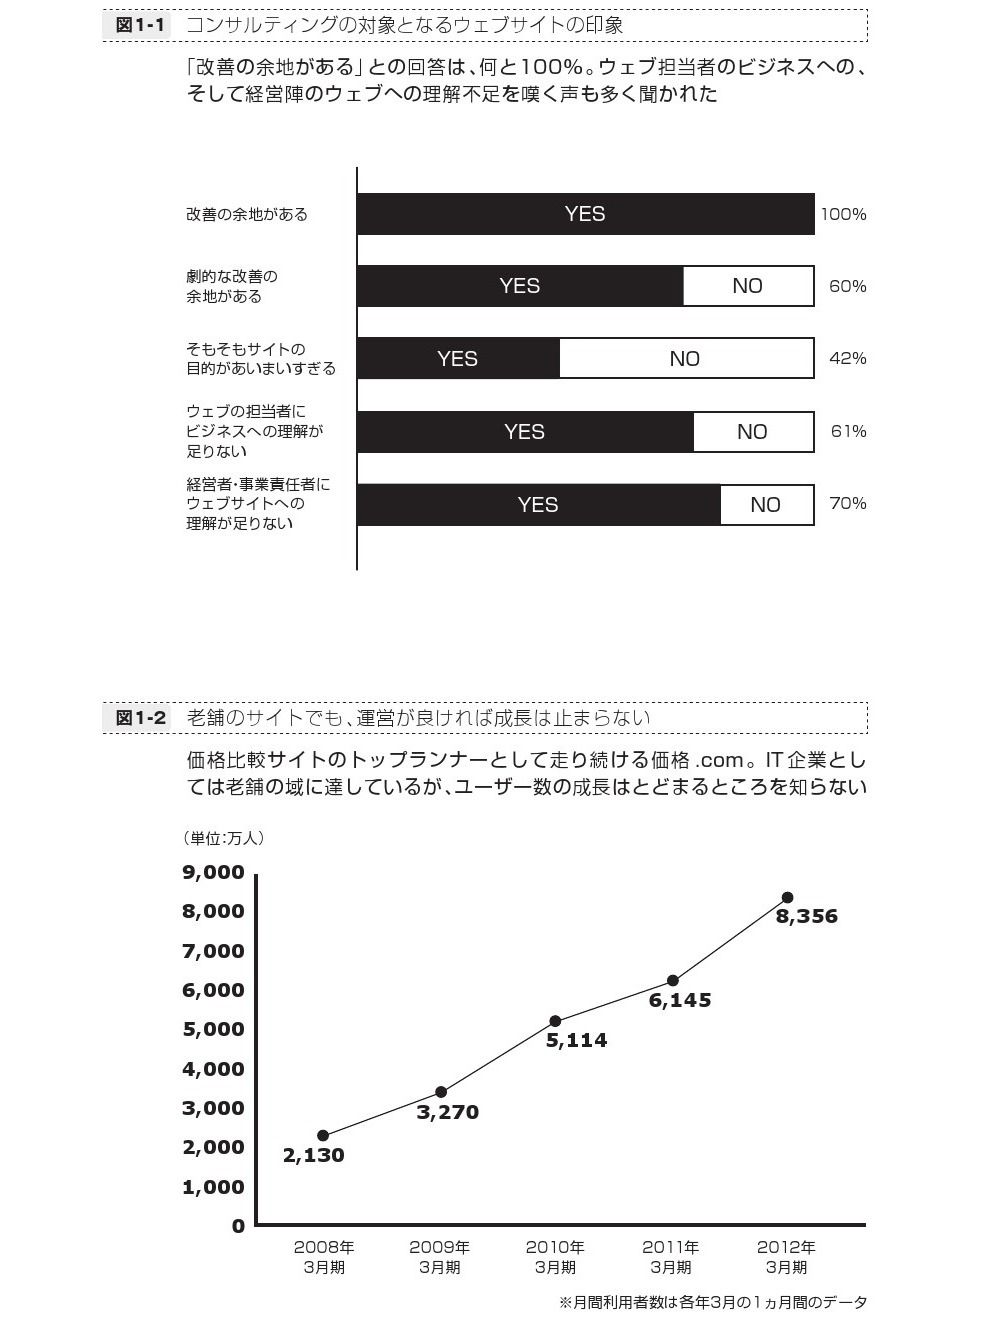 図1-1 コンサルティングの対象となるウェブサイトの印象
「改善の余地がある」との回答は、何と100%。ウェブ担当者のビジネスへの、
そして経営陣のウェブへの理解不足を嘆く声も多く聞かれた
改善の余地がある YES 100%
劇的な改善の
余地がある
YES NO 60%
そもそもサイトの
目的があいまいすぎる
YES NO 42%
ウェブの担当者に
ビジネスへの理解が
足りない
YES NO 61%
経営者・事業責任者に
ウェブサイトへの
理解が足りない
YES NO 70%
図1-2 老舗のサイトでも、運営が良ければ成長は止まらない
価格比較サイトのトップランナーとして走り続ける価格.com。IT企業とし
ては老舗の域に達しているが、ユーザー数の成長はとどまるところを知らない
(単位:万人)
9,000
8,000
7,000
6,000
5,000
4,000
3,000
2,000
1,000
0
2,130
3,270
5,114
6,145
8,356
2008年 2009年 2010年 2011年 2012年
3月期 3月期 3月期 3月期 3月期
※月間利用者数は各年3月の1ヵ月間のデータ